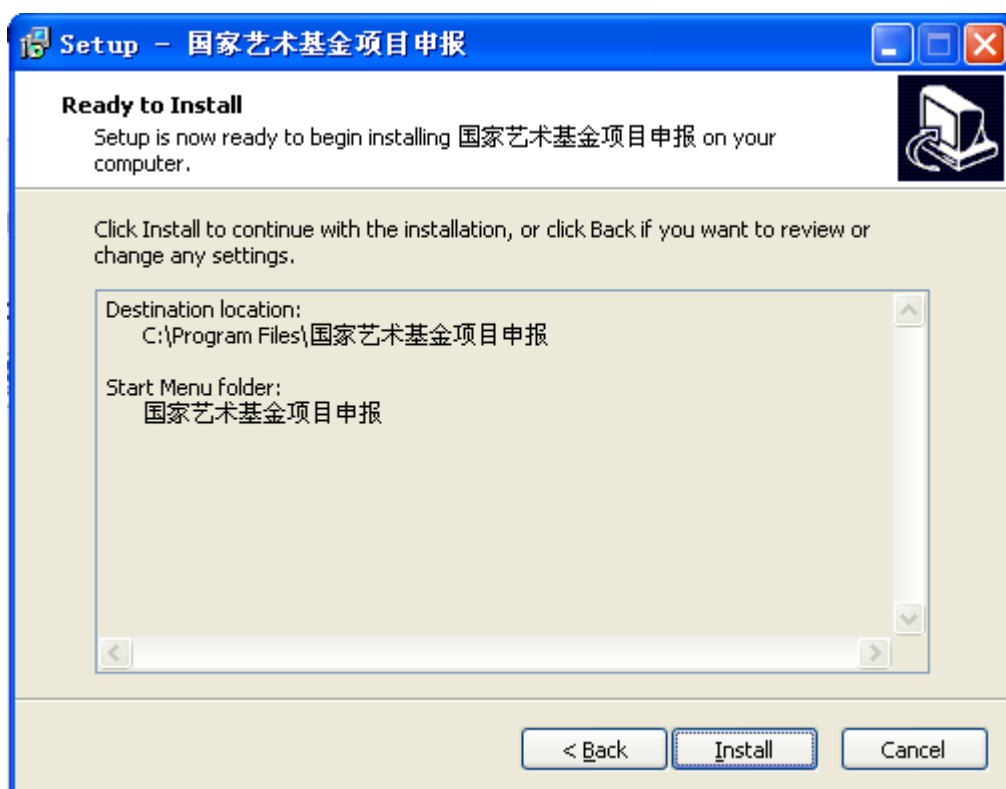 Setup - 国家艺术基金项目申报
Ready to Install
Setup is now ready to begin installing 国家艺术基金项目申报 on your
computer.
Click Install to continue with the installation, or click Back if you want to review or
change any settings.
Destination location:
C:\Program Files\国家艺术基金项目申报
Start Menu folder:
国家艺术基金项目申报
< Back
Install
Cancel